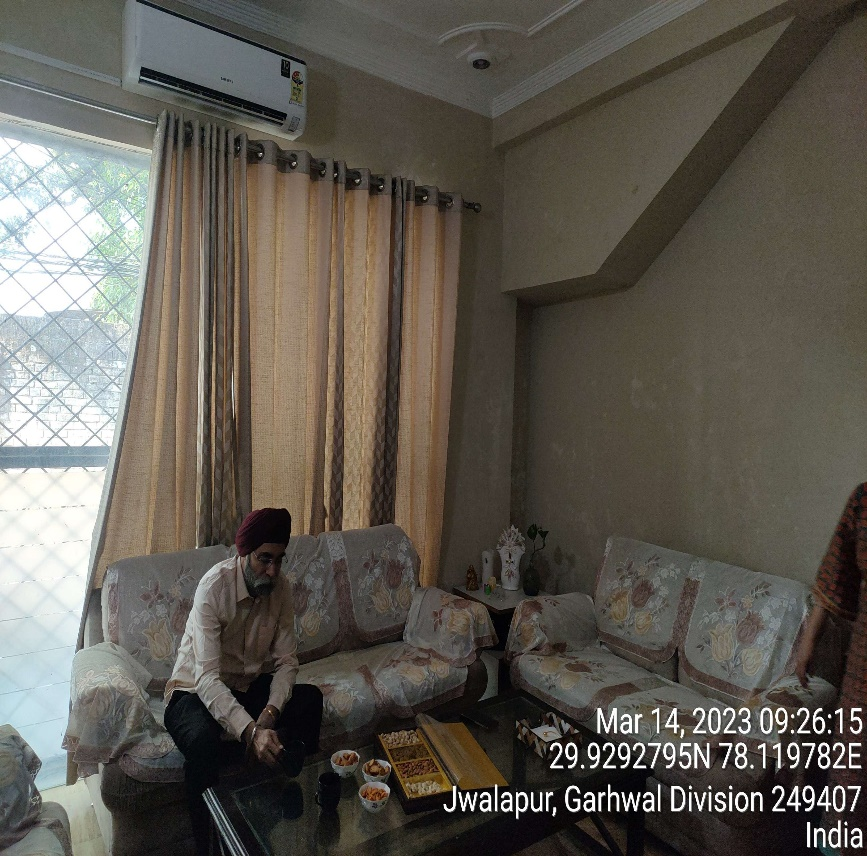 Mar 14, 2023 09:26:15
29.9292795N 78.119782E
Jwalapur, Garhwal Division 249407
India